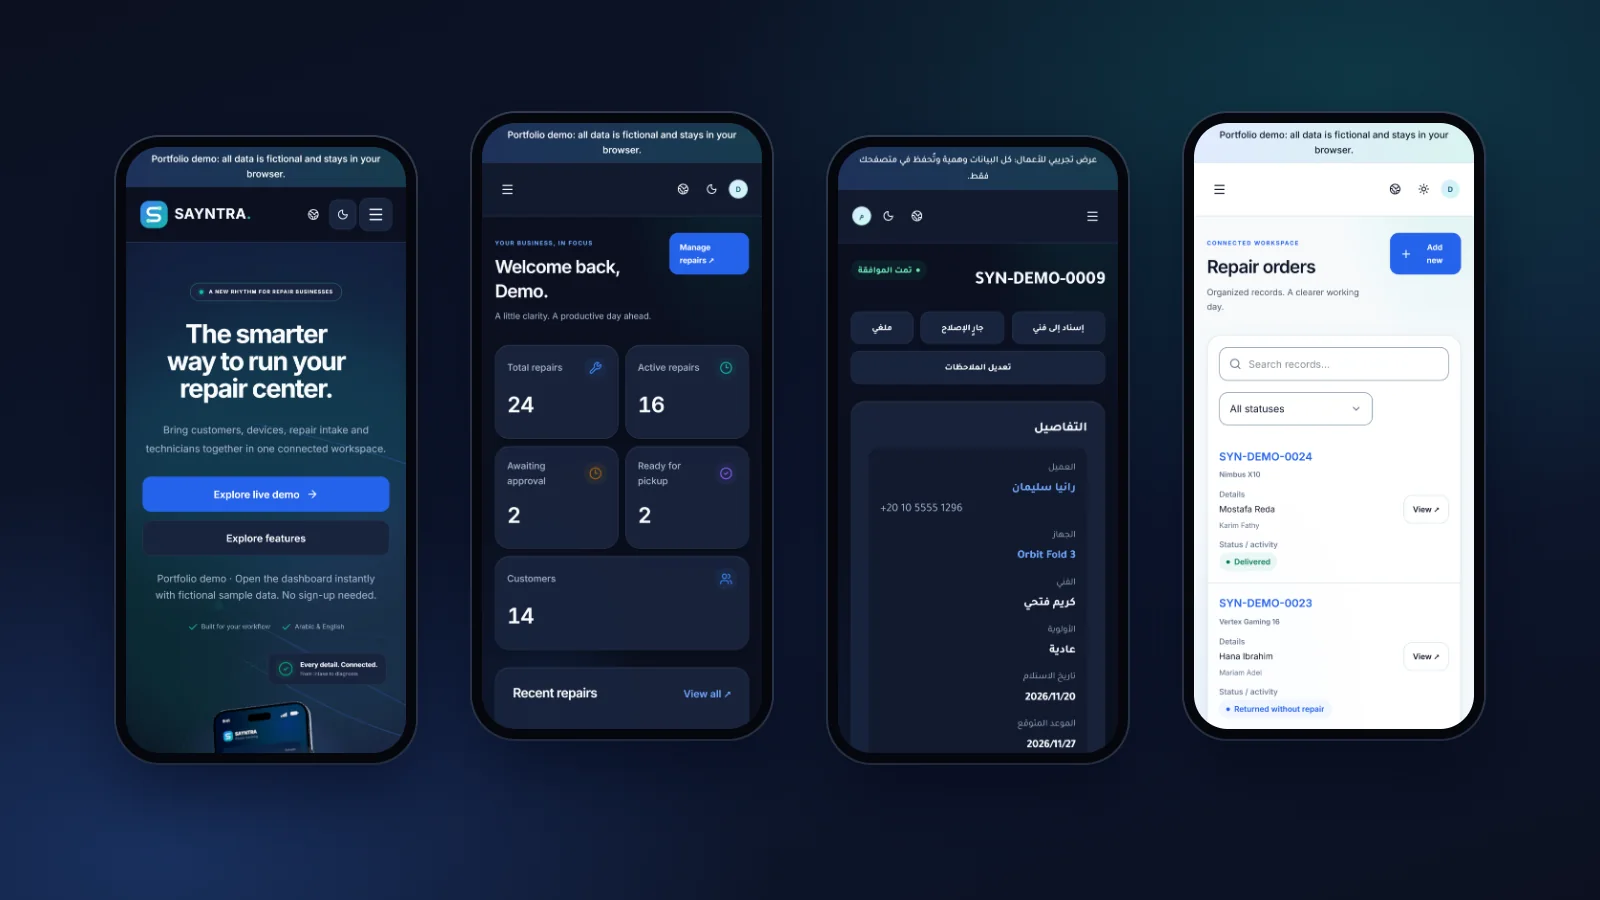 Portfolio demo: all data is fictional and stays in your
browser.
SAYNTRA.
A NEW RHYTHM FOR REPAIR BUSINESSES
The smarter
way to run your
repair center.
Bring customers, devices, repair intake and
technicians together in one connected workspace.
Explore live demo →
Explore features
Portfolio demo · Open the dashboard instantly
with fictional sample data. No sign-up needed.
Built for your workflow
Arabic & English
Every detail. Connected.
From intake to diagnosis.
SAYNTRA
Portfolio demo: all data is fictional and stays in your
browser.
D
YOUR BUSINESS, IN FOCUS
Manage
repairs ↗
Welcome back,
Demo.
A little clarity. A productive day ahead.
Total repairs
24
Active repairs
16
Awaiting
approval
2
Ready for
pickup
2
Customers
14
Recent repairs
View all ↗
عرض تجريبي للأعمال: كل البيانات وهمية وتُحفظ في متصفحك
فقط.
م
SYN-DEMO-0009
تمت الموافقة
إسناد إلى فني
جارٍ الإصلاح
ملغي
تعديل الملاحظات
التفاصيل
العميل
رانيا سليمان
+20 10 5555 1296
الجهاز
Orbit Fold 3
الفني
كريم فتحي
الأولوية
عادية
تاريخ الاستلام
2026/11/20
الموعد المتوقع
2026/11/27
Portfolio demo: all data is fictional and stays in your
browser.
D
CONNECTED WORKSPACE
+ Add
new
Repair orders
Organized records. A clearer working
day.
Search records...
All statuses
SYN-DEMO-0024
Nimbus X10
Details
Mostafa Reda
Karim Fathy
View ↗
Status / activity
Delivered
SYN-DEMO-0023
Vertex Gaming 16
Details
Hana Ibrahim
Mariam Adel
View ↗
Status / activity
Returned without repair